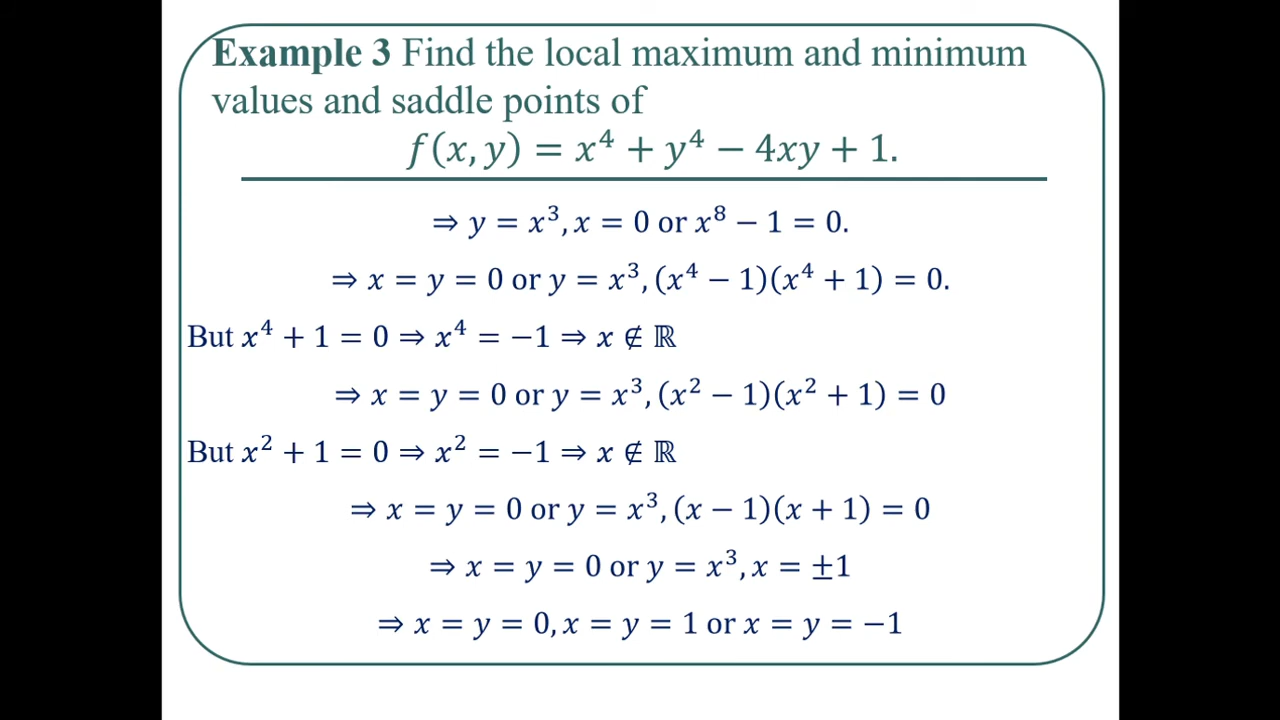 Example 3 Find the local maximum and minimum
values and saddle points of
f(x, y) = x⁴ + y⁴ − 4xy + 1.
⇒ y = x³, x = 0 or x⁸ − 1 = 0.
⇒ x = y = 0 or y = x³, (x⁴ − 1)(x⁴ + 1) = 0.
But x⁴ + 1 = 0 ⇒ x⁴ = −1 ⇒ x ∉ ℝ
⇒ x = y = 0 or y = x³, (x² − 1)(x² + 1) = 0
But x² + 1 = 0 ⇒ x² = −1 ⇒ x ∉ ℝ
⇒ x = y = 0 or y = x³, (x − 1)(x + 1) = 0
⇒ x = y = 0 or y = x³, x = ±1
⇒ x = y = 0, x = y = 1 or x = y = −1